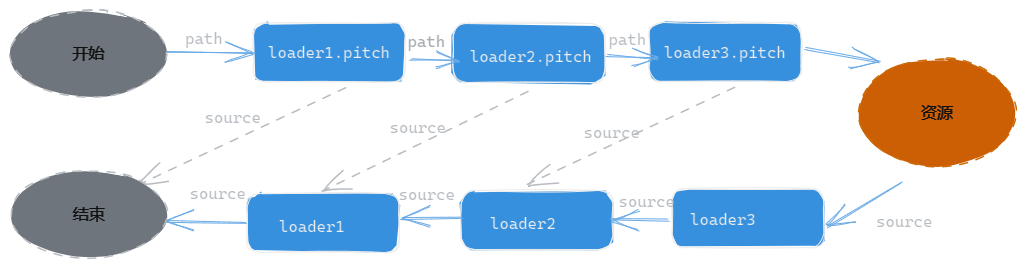 开始
path
loader1.pitch
path
loader2.pitch
path
loader3.pitch
资源
source
source
source
结束
source
loader1
source
loader2
source
loader3
source